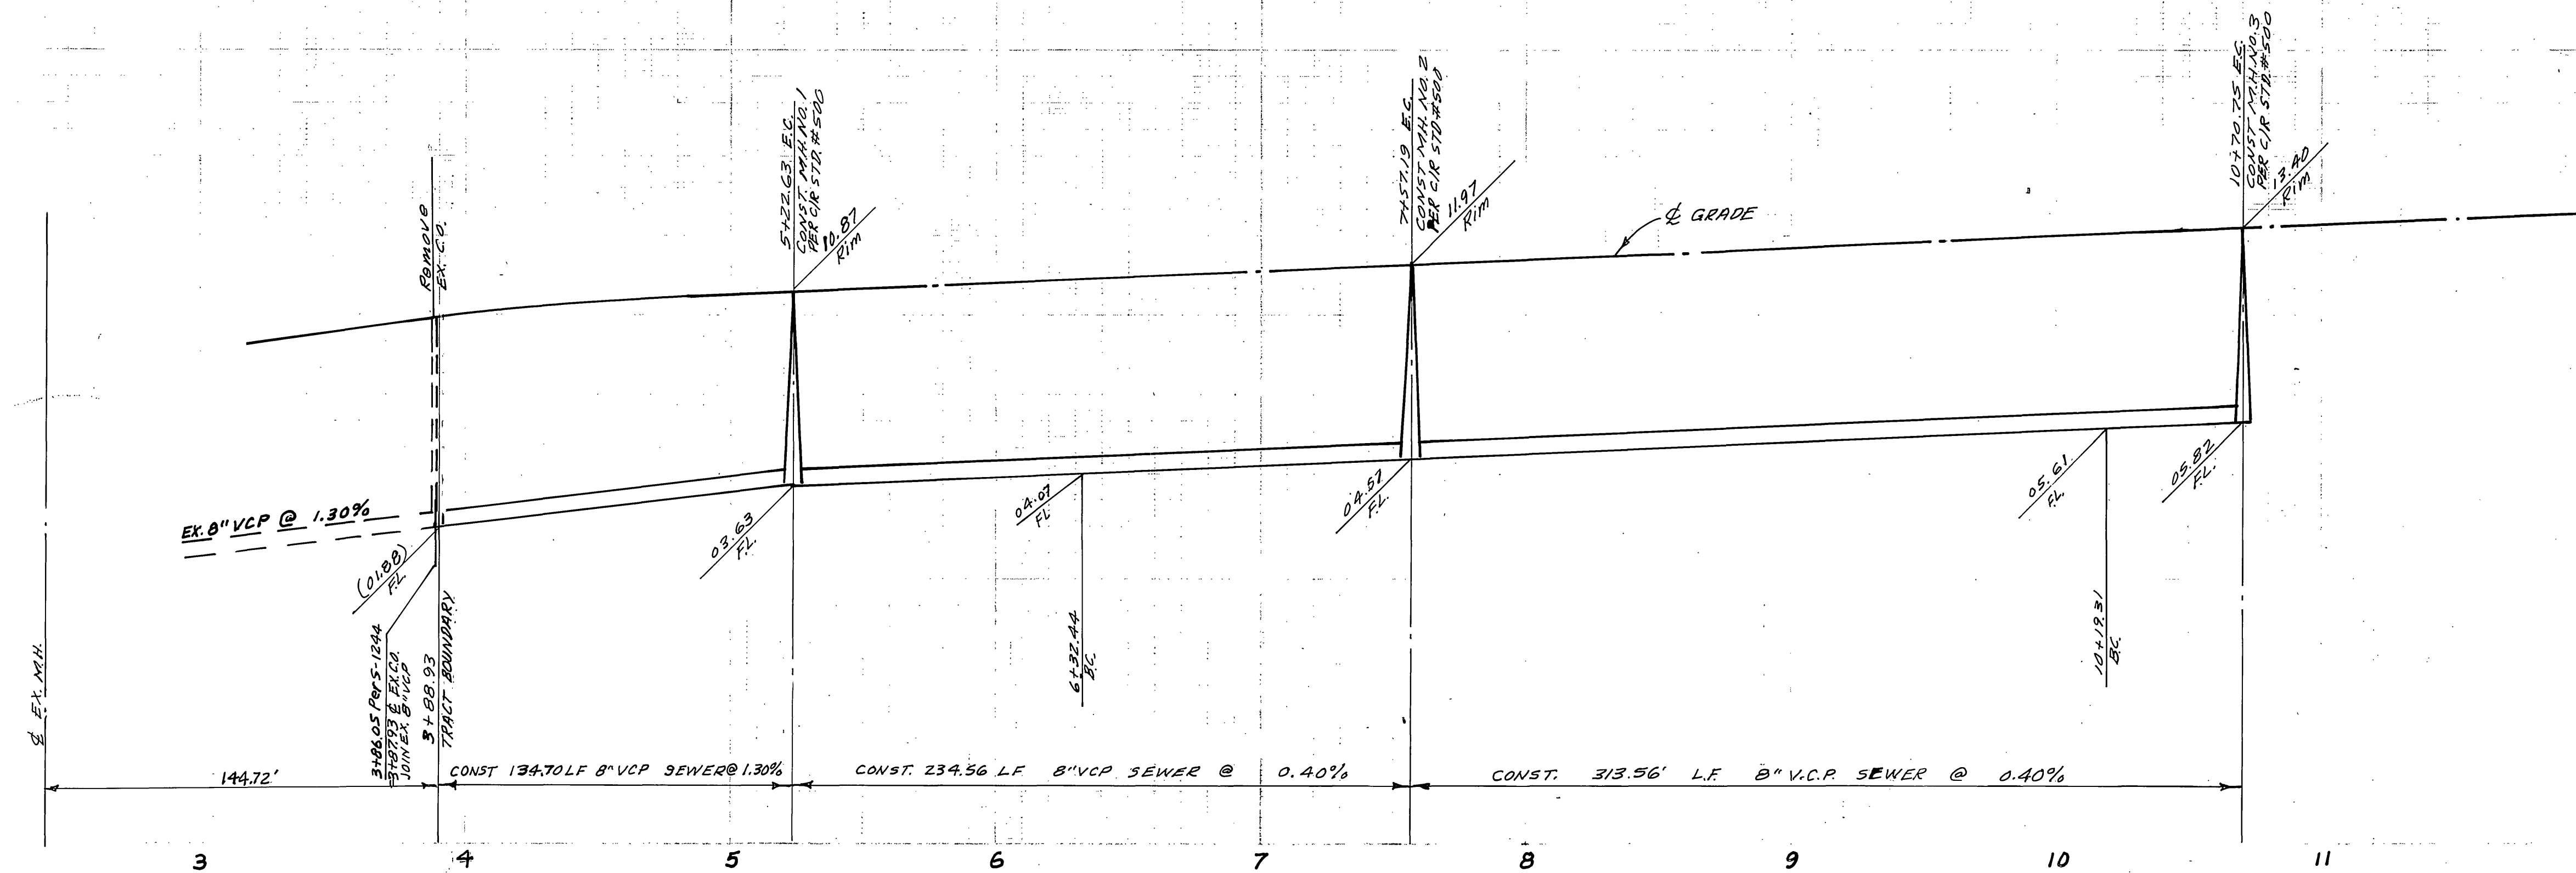 Remove
EX. C.O.
5+22.63 E.C.
CONST. M.H. NO. 1
PER C/R STD. #500
10.87
Rim
7+57.19 E.C.
CONST M.H. NO. 2
PER C/R STD #500
11.97
Rim
10+70.75 E.C.
CONST M.H. NO. 3
PER C/R STD. #500
13.40
Rim
℄ GRADE
EX. 8" VCP @ 1.30%
(01.88)
F.L.
03.63
F.L.
04.07
FL
04.57
F.L.
05.61
F.L.
05.82
F.L.
℄ EX. M.H.
3+86.05 Per S-1244
3+87.93 ℄ EX. C.O.
JOIN EX. 8" VCP
3+88.93
TRACT BOUNDARY
6+32.44
B.C.
10+19.31
B.C.
144.72'
CONST 134.70 LF 8" VCP SEWER @ 1.30%
CONST. 234.56 LF 8" VCP SEWER @ 0.40%
CONST. 313.56' L.F. 8" V.C.P. SEWER @ 0.40%
3 4 5 6 7 8 9 10 11